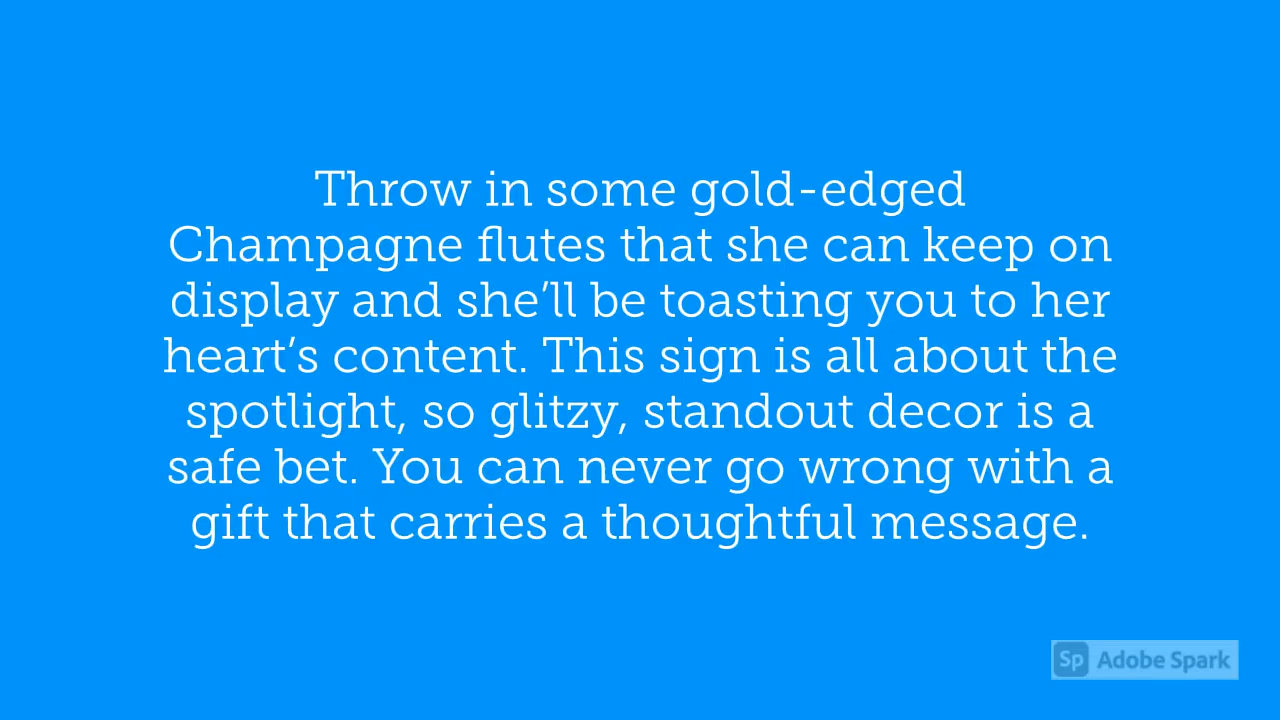 Throw in some gold-edged
Champagne flutes that she can keep on
display and she’ll be toasting you to her
heart’s content. This sign is all about the
spotlight, so glitzy, standout decor is a
safe bet. You can never go wrong with a
gift that carries a thoughtful message.
Sp Adobe Spark